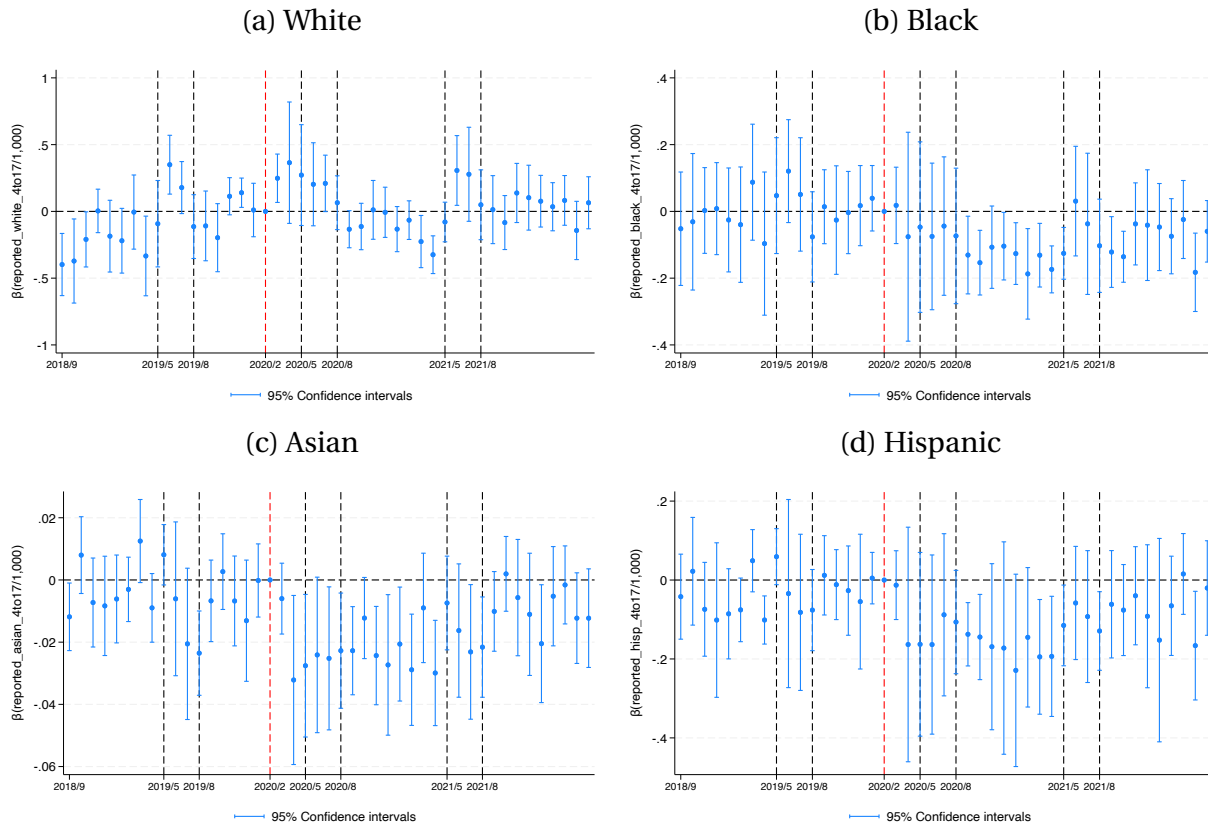 (a) White
(b) Black
β(reported_white_4to17/1,000)
1
.5
0
-.5
-1
2018/9 2019/5 2019/8 2020/2 2020/5 2020/8 2021/5 2021/8
95% Confidence intervals
β(reported_black_4to17/1,000)
.4
.2
0
-.2
-.4
2018/9 2019/5 2019/8 2020/2 2020/5 2020/8 2021/5 2021/8
95% Confidence intervals
(c) Asian
(d) Hispanic
β(reported_asian_4to17/1,000)
.02
0
-.02
-.04
-.06
2018/9 2019/5 2019/8 2020/2 2020/5 2020/8 2021/5 2021/8
95% Confidence intervals
β(reported_hisp_4to17/1,000)
.2
0
-.2
-.4
2018/9 2019/5 2019/8 2020/2 2020/5 2020/8 2021/5 2021/8
95% Confidence intervals